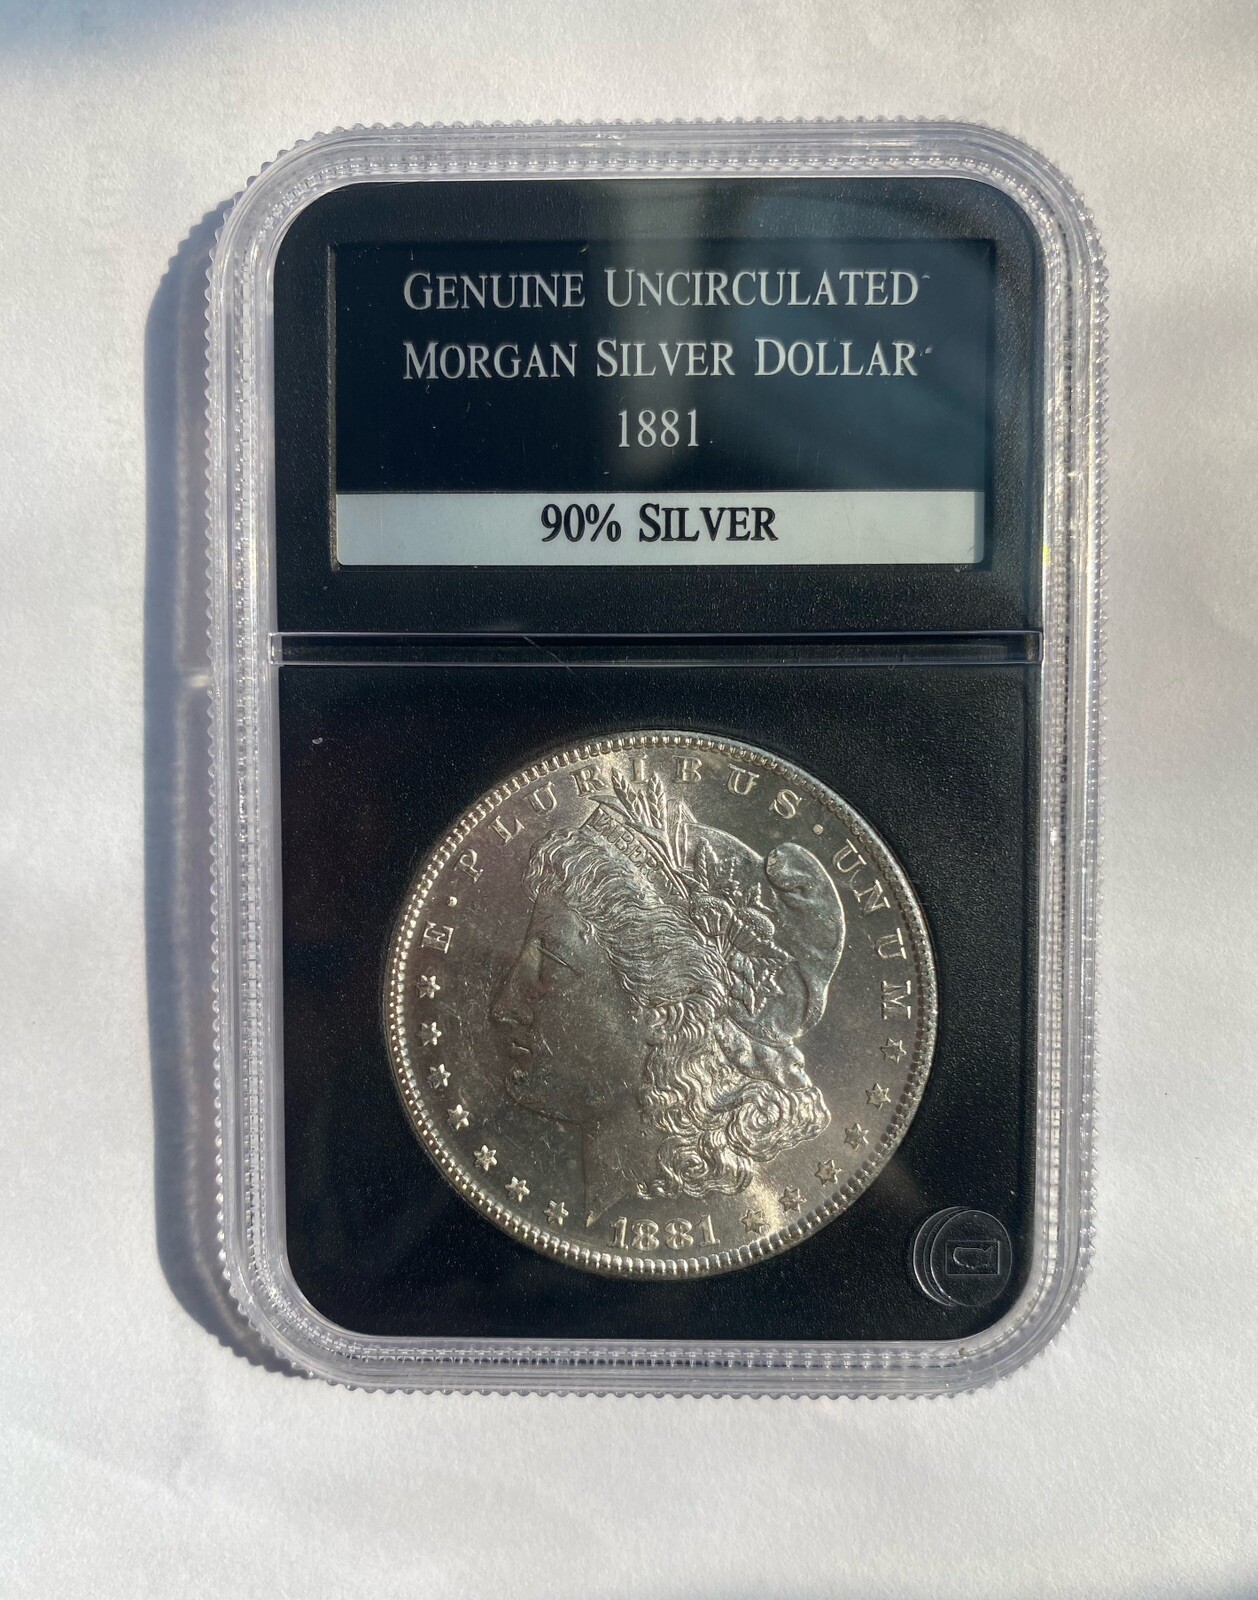 GENUINE UNCIRCULATED
MORGAN SILVER DOLLAR
1881
90% SILVER
E·PLURIBUS·UNUM
LIBERTY
1881